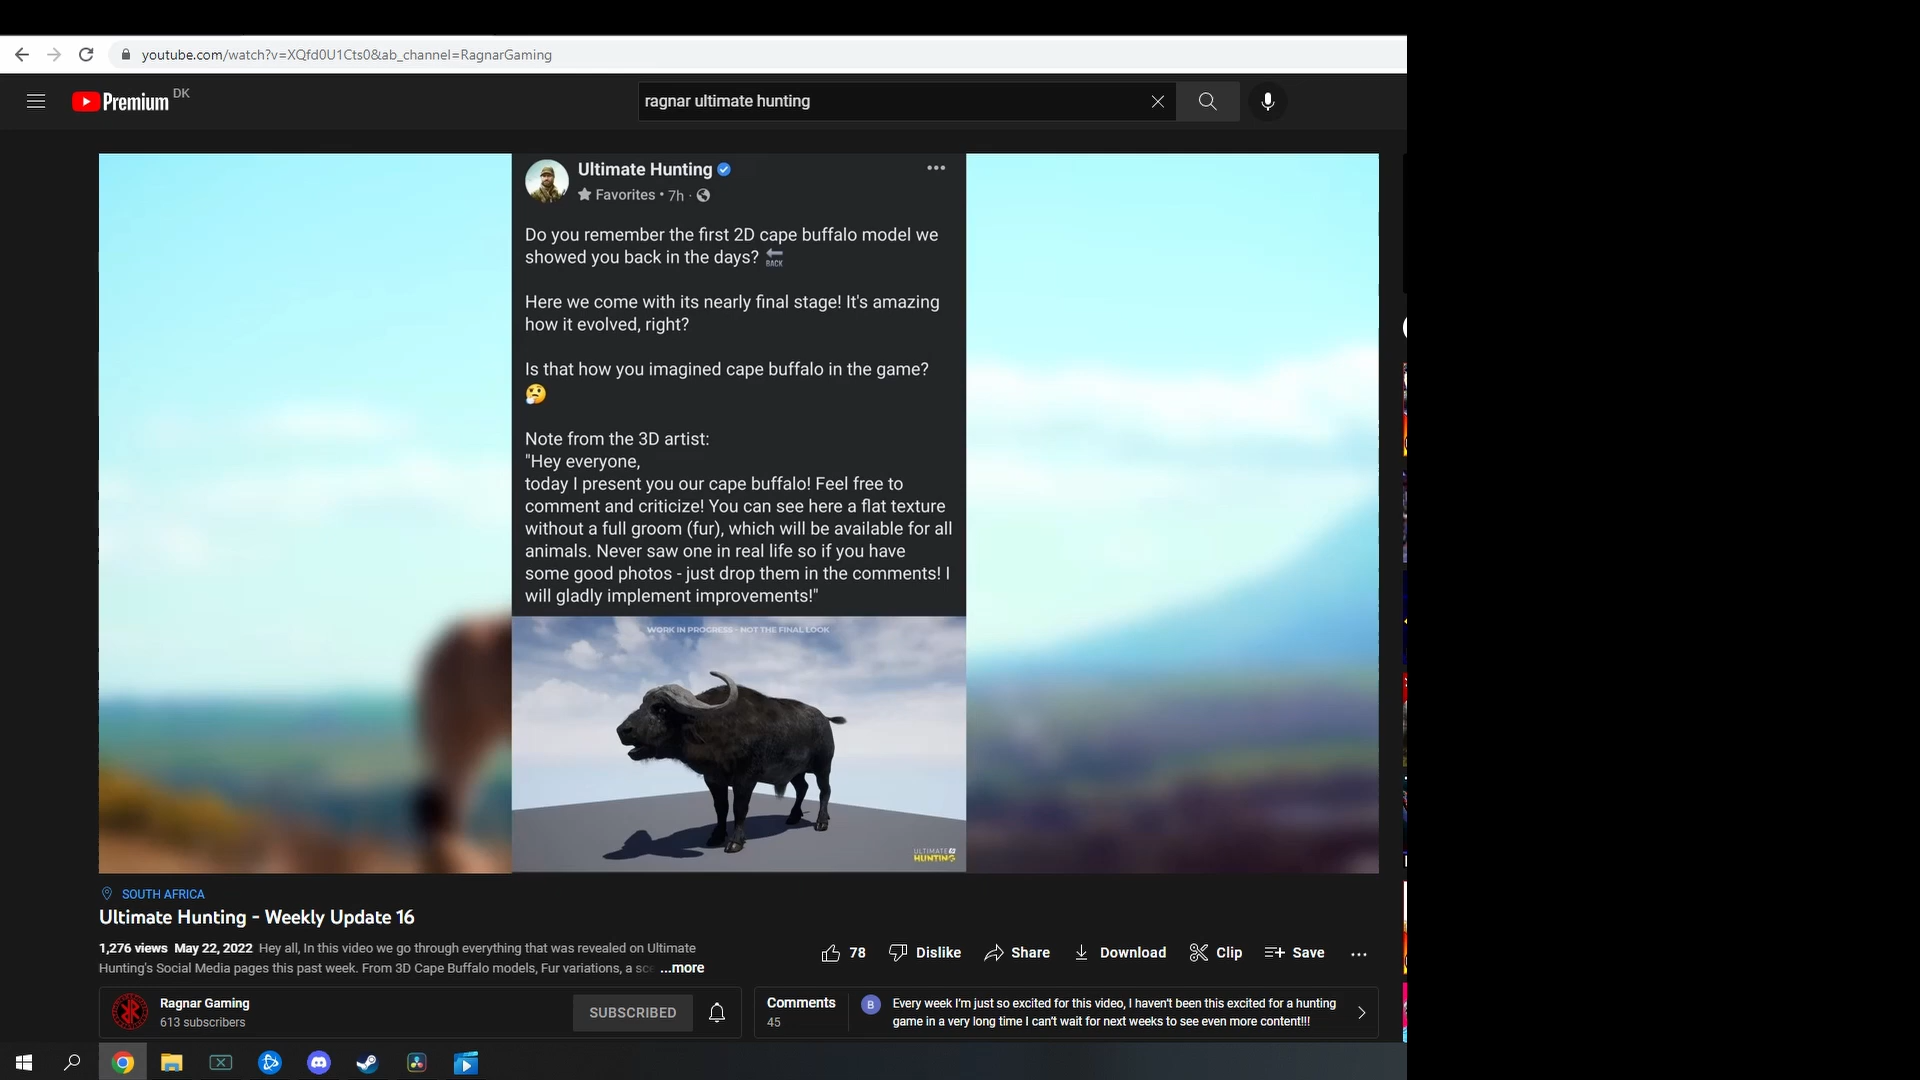 youtube.com/watch?v=XQfd0U1Cts0&ab_channel=RagnarGaming
Premium DK
ragnar ultimate hunting
Ultimate Hunting
Favorites • 7h ·
Do you remember the first 2D cape buffalo model we
showed you back in the days? BACK
Here we come with its nearly final stage! It's amazing
how it evolved, right?
Is that how you imagined cape buffalo in the game?
Note from the 3D artist:
"Hey everyone,
today I present you our cape buffalo! Feel free to
comment and criticize! You can see here a flat texture
without a full groom (fur), which will be available for all
animals. Never saw one in real life so if you have
some good photos - just drop them in the comments! I
will gladly implement improvements!"
WORK IN PROGRESS - NOT THE FINAL LOOK
ULTIMATE
HUNTING
SOUTH AFRICA
Ultimate Hunting - Weekly Update 16
1,276 views May 22, 2022 Hey all, In this video we go through everything that was revealed on Ultimate
Hunting's Social Media pages this past week. From 3D Cape Buffalo models, Fur variations, a sce ...more
78 Dislike Share Download Clip Save
Ragnar Gaming
613 subscribers
SUBSCRIBED
Comments
45
B
Every week I'm just so excited for this video, I haven't been this excited for a hunting
game in a very long time I can't wait for next weeks to see even more content!!!